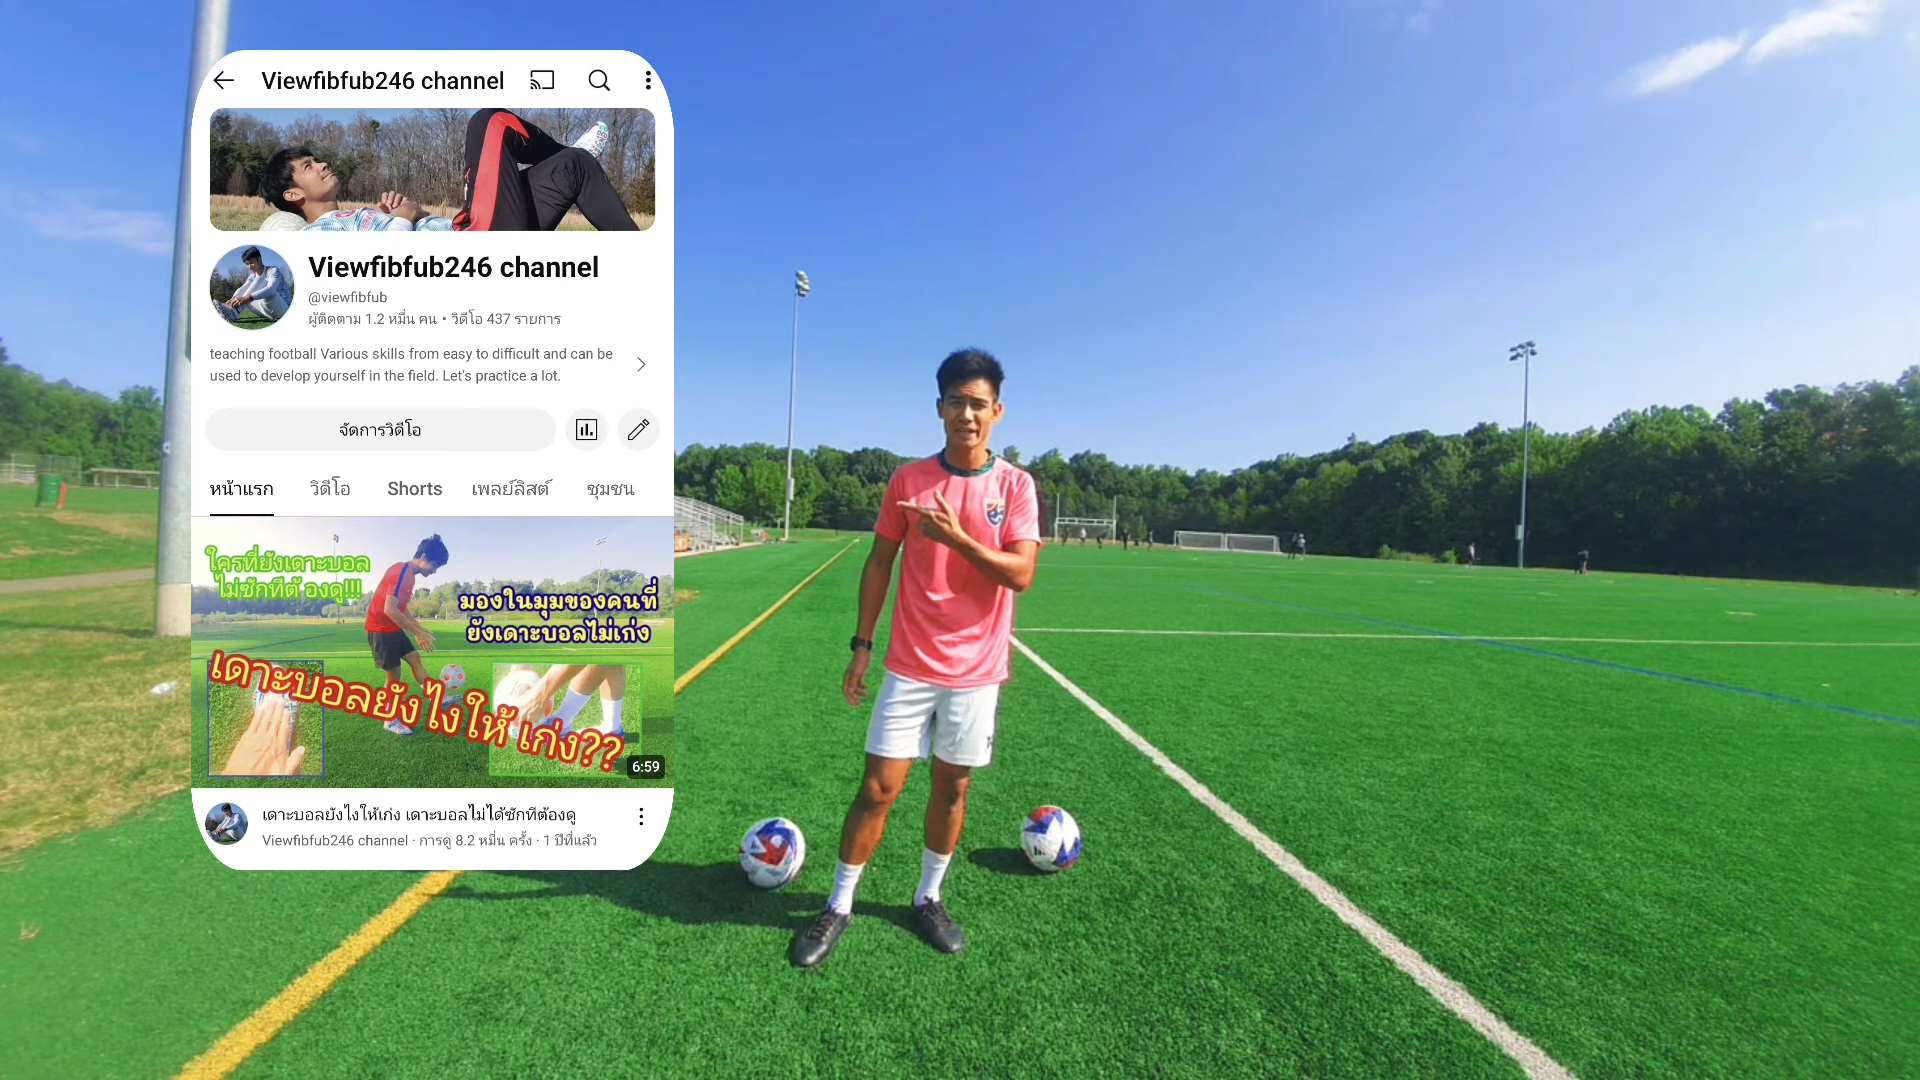 Viewfibfub246 channel
Viewfibfub246 channel
@viewfibfub
ผู้ติดตาม 1.2 หมื่น คน • วิดีโอ 437 รายการ
teaching football Various skills from easy to difficult and can be
used to develop yourself in the field. Let's practice a lot.
จัดการวิดีโอ
หน้าแรก วิดีโอ Shorts เพลย์ลิสต์ ชุมชน
ใครที่ยังเดาะบอล
ไม่ซักทีต้องดู!!!
มองในมุมของคนที่
ยังเดาะบอลไม่เก่ง
เดาะบอลยังไงให้ เก่ง??
6:59
เดาะบอลยังไงให้เก่ง เดาะบอลไม่ได้ซักทีต้องดู
Viewfibfub246 channel · การดู 8.2 หมื่น ครั้ง · 1 ปีที่แล้ว